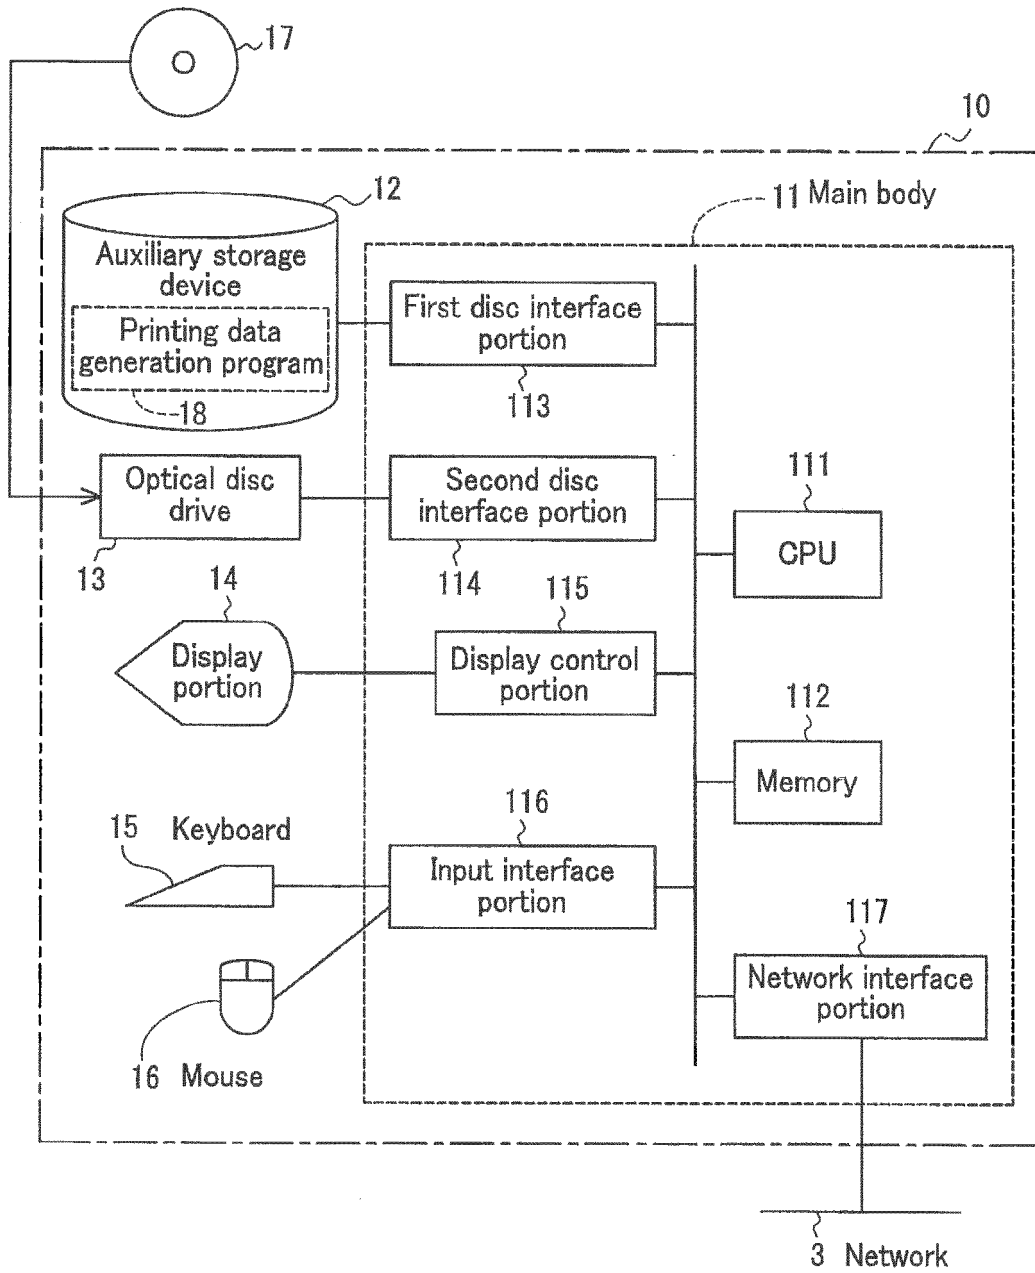 17
10
12
11 Main body
Auxiliary storage
device
First disc interface
portion
Printing data
generation program
18
113
111
Optical disc
drive
Second disc
interface portion
CPU
13
114
14
115
Display
portion
Display control
portion
112
Memory
116
15 Keyboard
Input interface
portion
117
Network interface
portion
16 Mouse
3 Network